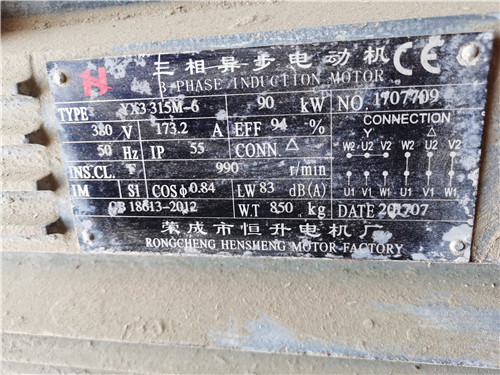 三相异步电动机 CE
3-PHASE INDUCTION MOTOR
TYPE YX3 315M-6 90 kW NO. 1707709
380 V 173.2 A EFF 94 % CONNECTION
50 Hz IP 55 CONN. △ Y △
INS.CL. F 990 r/min W2 U2 V2 W2 U2 V2
IM S1 COSφ 0.84 LW 83 dB(A) U1 V1 W1 U1 V1 W1
GB 18613-2012 WT 850 kg DATE 201707
荣成市恒升电机厂
RONGCHENG HENSHENG MOTOR FACTORY